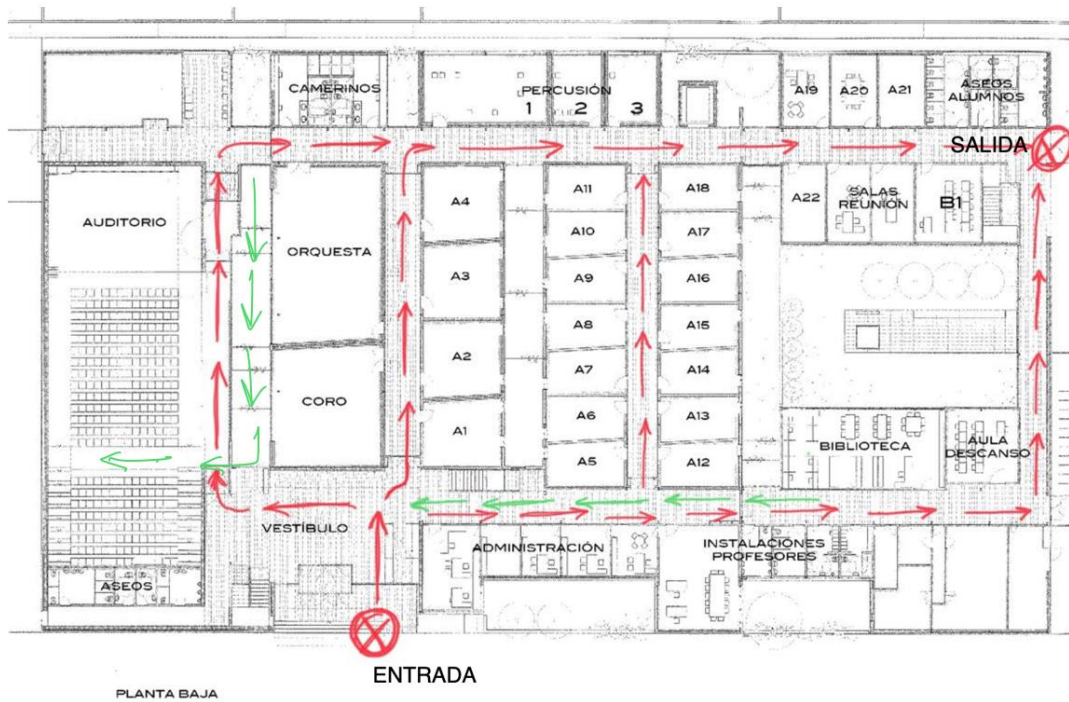 CAMERINOS
PERCUSIÓN
1
2
3
A19
A20
A21
ASEOS
ALUMNOS
SALIDA
AUDITORIO
ORQUESTA
CORO
A4
A3
A2
A1
A11
A10
A9
A8
A7
A6
A5
A18
A17
A16
A15
A14
A13
A12
A22
SALAS
REUNIÓN
B1
BIBLIOTECA
AULA
DESCANSO
VESTÍBULO
ADMINISTRACIÓN
INSTALACIONES
PROFESORES
ASEOS
ENTRADA
PLANTA BAJA